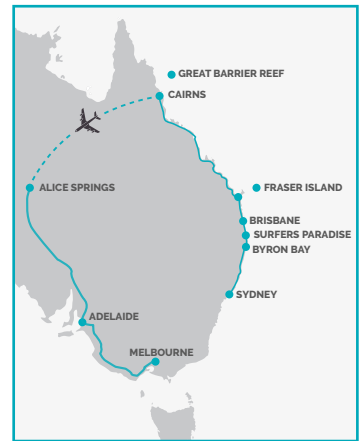 GREAT BARRIER REEF
CAIRNS
ALICE SPRINGS
FRASER ISLAND
BRISBANE
SURFERS PARADISE
BYRON BAY
SYDNEY
ADELAIDE
MELBOURNE